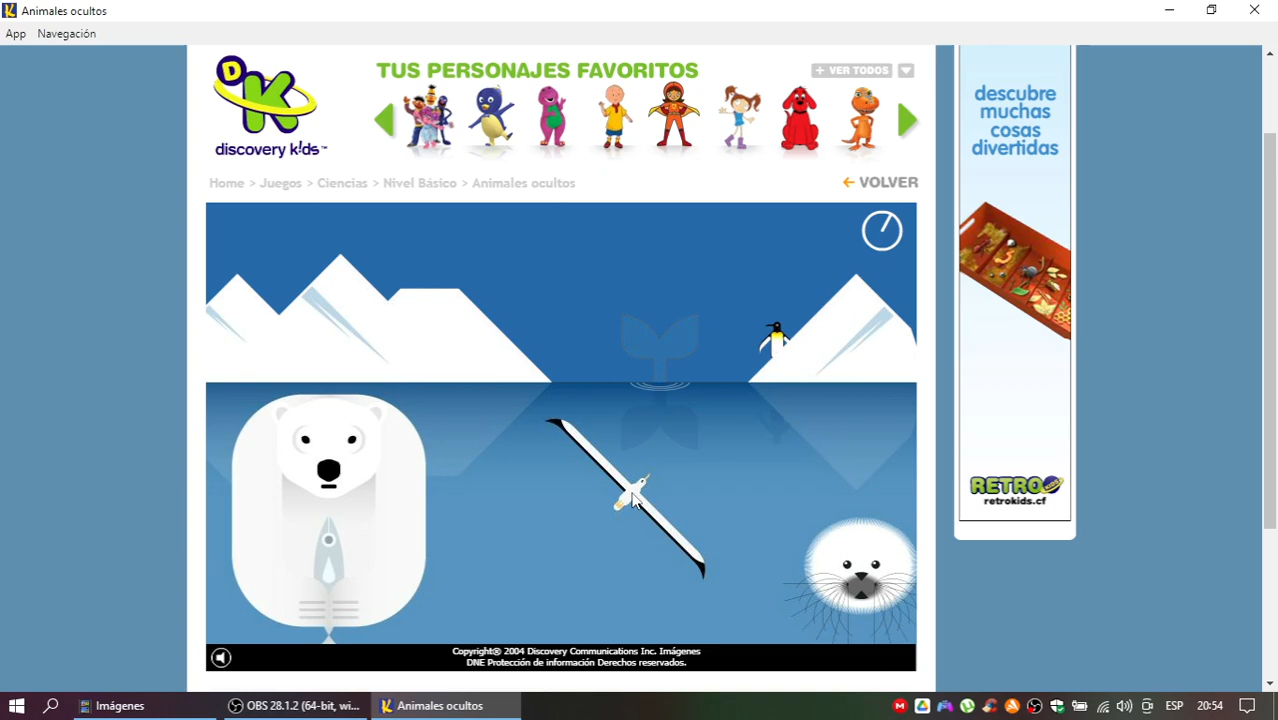 Animales ocultos
App Navegación
TUS PERSONAJES FAVORITOS
+ VER TODOS
D K
discovery k!ds™
Home > Juegos > Ciencias > Nivel Básico > Animales ocultos
← VOLVER
descubre
muchas
cosas
divertidas
RETRO
retrokids.cf
Copyright® 2004 Discovery Communications Inc. Imágenes
DNE Protección de información Derechos reservados.
Imágenes
OBS 28.1.2 (64-bit, wi...
Animales ocultos
ESP
20:54